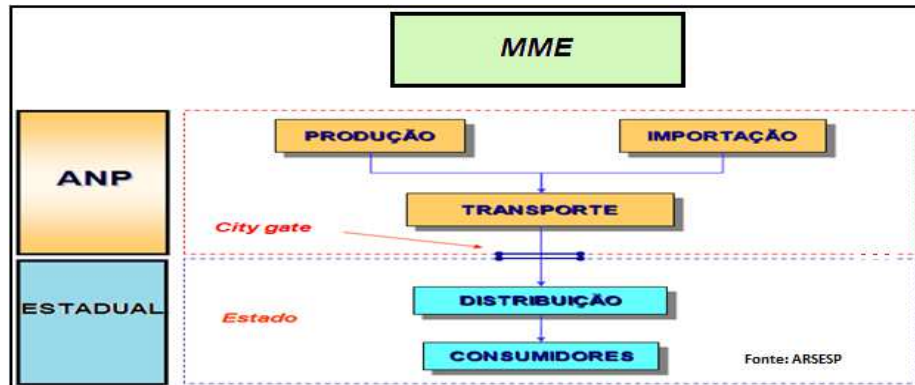 MME
ANP
PRODUÇÃO
IMPORTAÇÃO
TRANSPORTE
City gate
ESTADUAL
Estado
DISTRIBUIÇÃO
CONSUMIDORES
Fonte: ARSESP